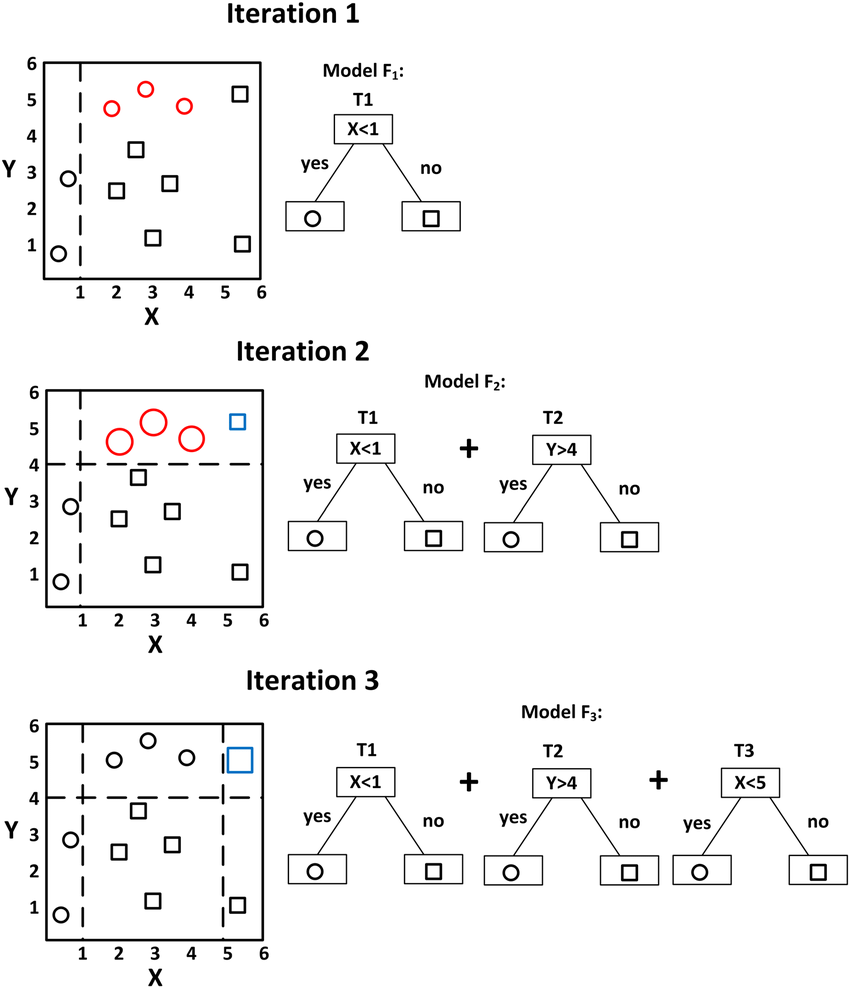 Iteration 1
6
5
4
3
2
1
Y
1 2 3 4 5 6
X
Model F₁:
T1
X<1
yes no
Iteration 2
6
5
4
3
2
1
Y
1 2 3 4 5 6
X
Model F₂:
T1 T2
X<1 + Y>4
yes no yes no
Iteration 3
6
5
4
3
2
1
Y
1 2 3 4 5 6
X
Model F₃:
T1 T2 T3
X<1 + Y>4 + X<5
yes no yes no yes no